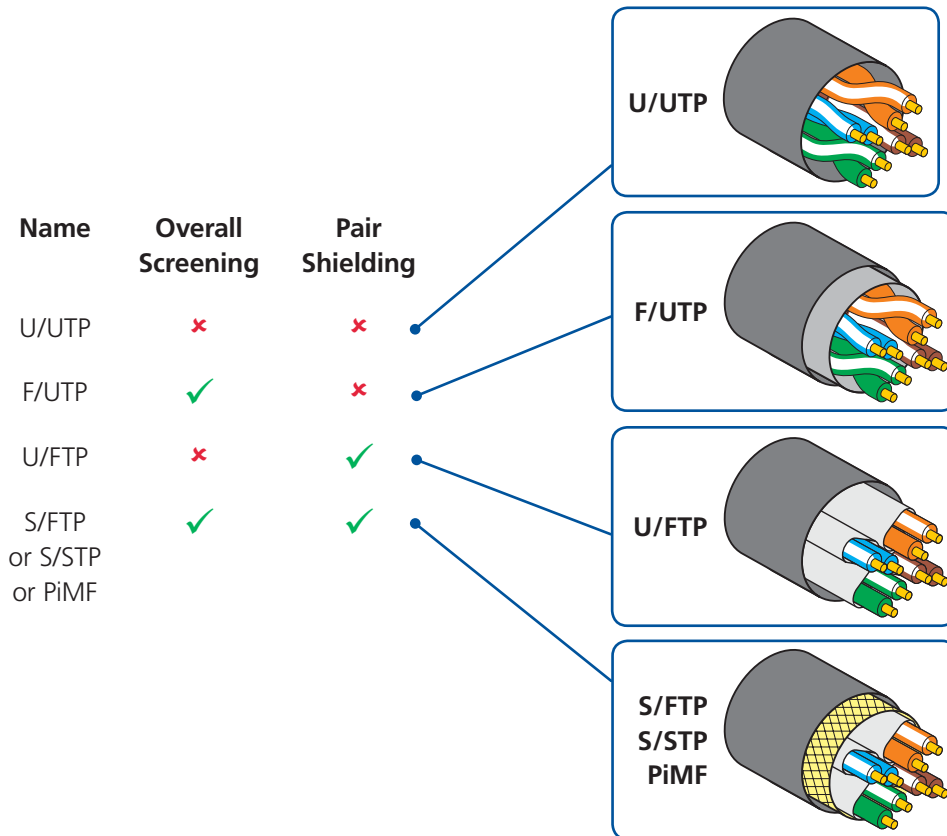 Name
Overall
Screening
Pair
Shielding
U/UTP
✘
✘
F/UTP
✓
✘
U/FTP
✘
✓
S/FTP
or S/STP
or PiMF
✓
✓
U/UTP
F/UTP
U/FTP
S/FTP
S/STP
PiMF